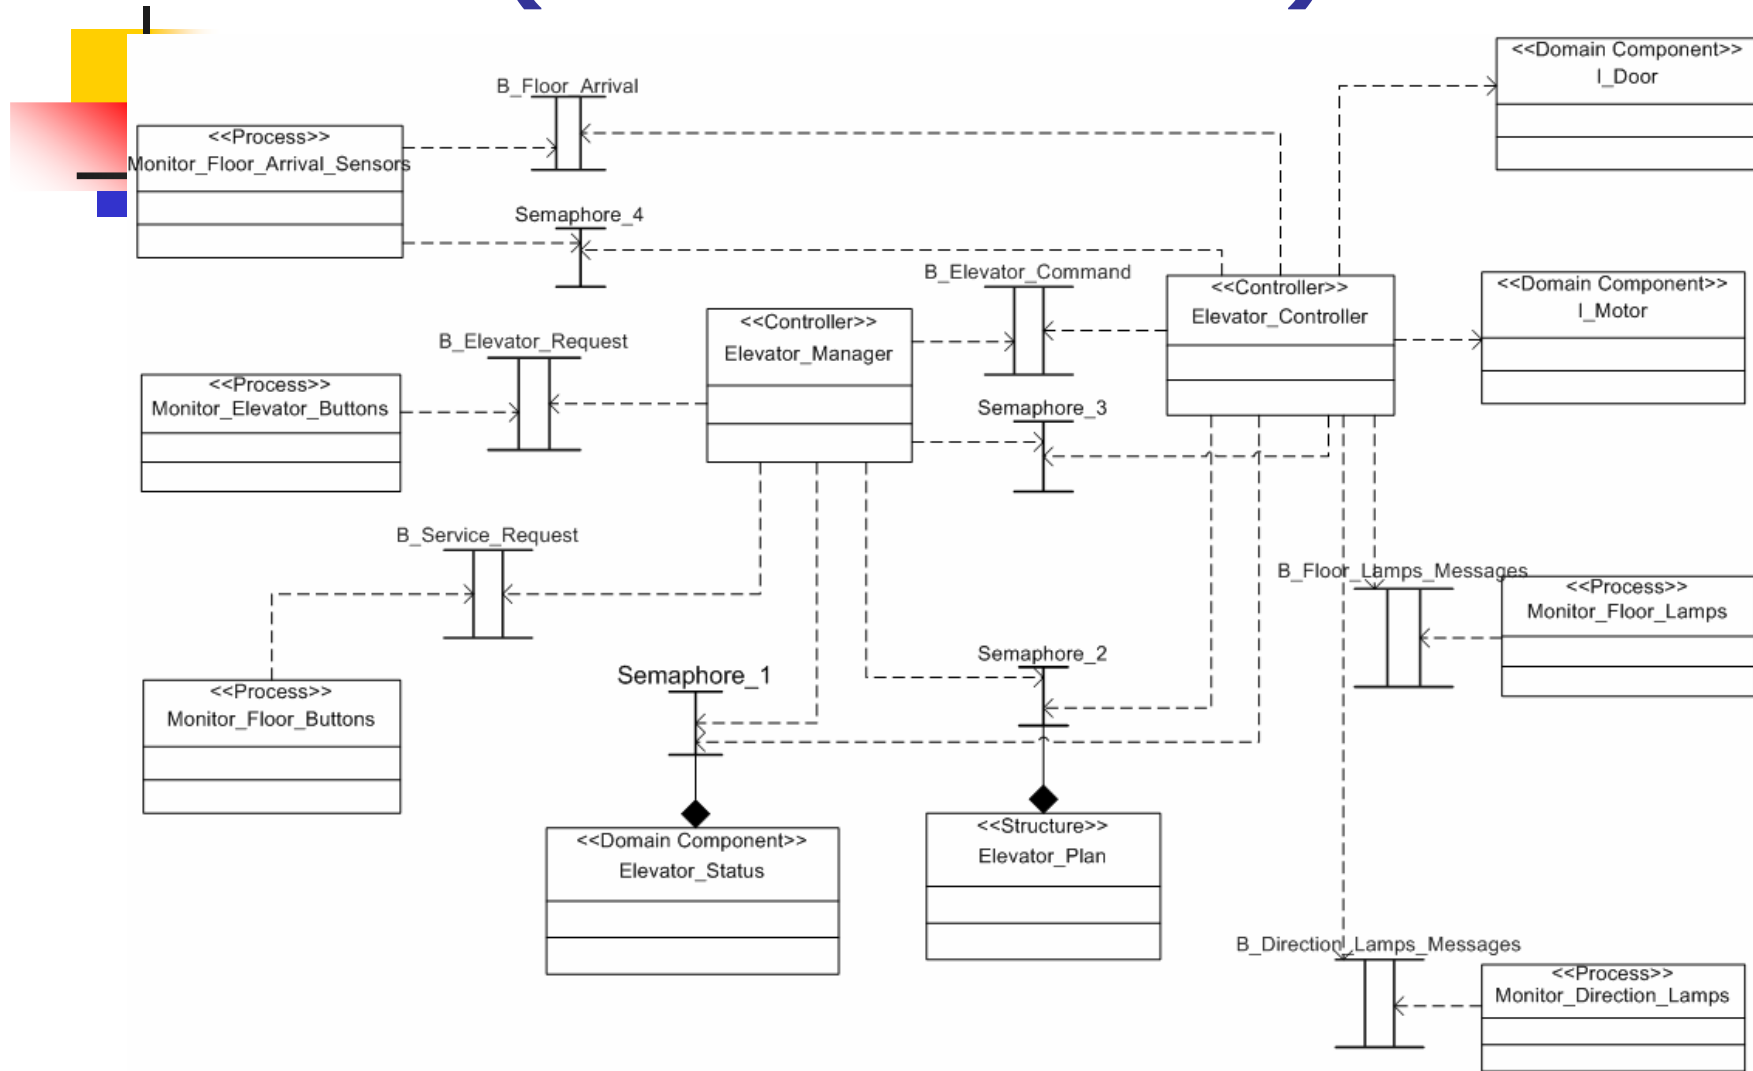 <<Domain Component>>
I_Door
B_Floor_Arrival
<<Process>>
Monitor_Floor_Arrival_Sensors
Semaphore_4
B_Elevator_Command
<<Controller>>
Elevator_Controller
<<Domain Component>>
I_Motor
<<Controller>>
Elevator_Manager
B_Elevator_Request
<<Process>>
Monitor_Elevator_Buttons
Semaphore_3
B_Service_Request
B_Floor_Lamps_Messages
<<Process>>
Monitor_Floor_Lamps
Semaphore_2
Semaphore_1
<<Process>>
Monitor_Floor_Buttons
<<Domain Component>>
Elevator_Status
<<Structure>>
Elevator_Plan
B_Direction_Lamps_Messages
<<Process>>
Monitor_Direction_Lamps